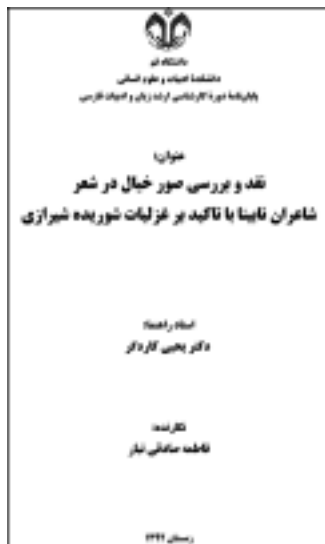 دانشگاه قم
دانشکدهٔ ادبیات و علوم انسانی
پایان‌نامهٔ دورهٔ کارشناسی ارشد زبان و ادبیات فارسی
عنوان:
نقد و بررسی صور خیال در شعر
شاعران نابینا با تاکید بر غزلیات شوریده شیرازی
استاد راهنما:
دکتر یحیی کاردگر
نگارنده:
فاطمه صادقی تبار
زمستان